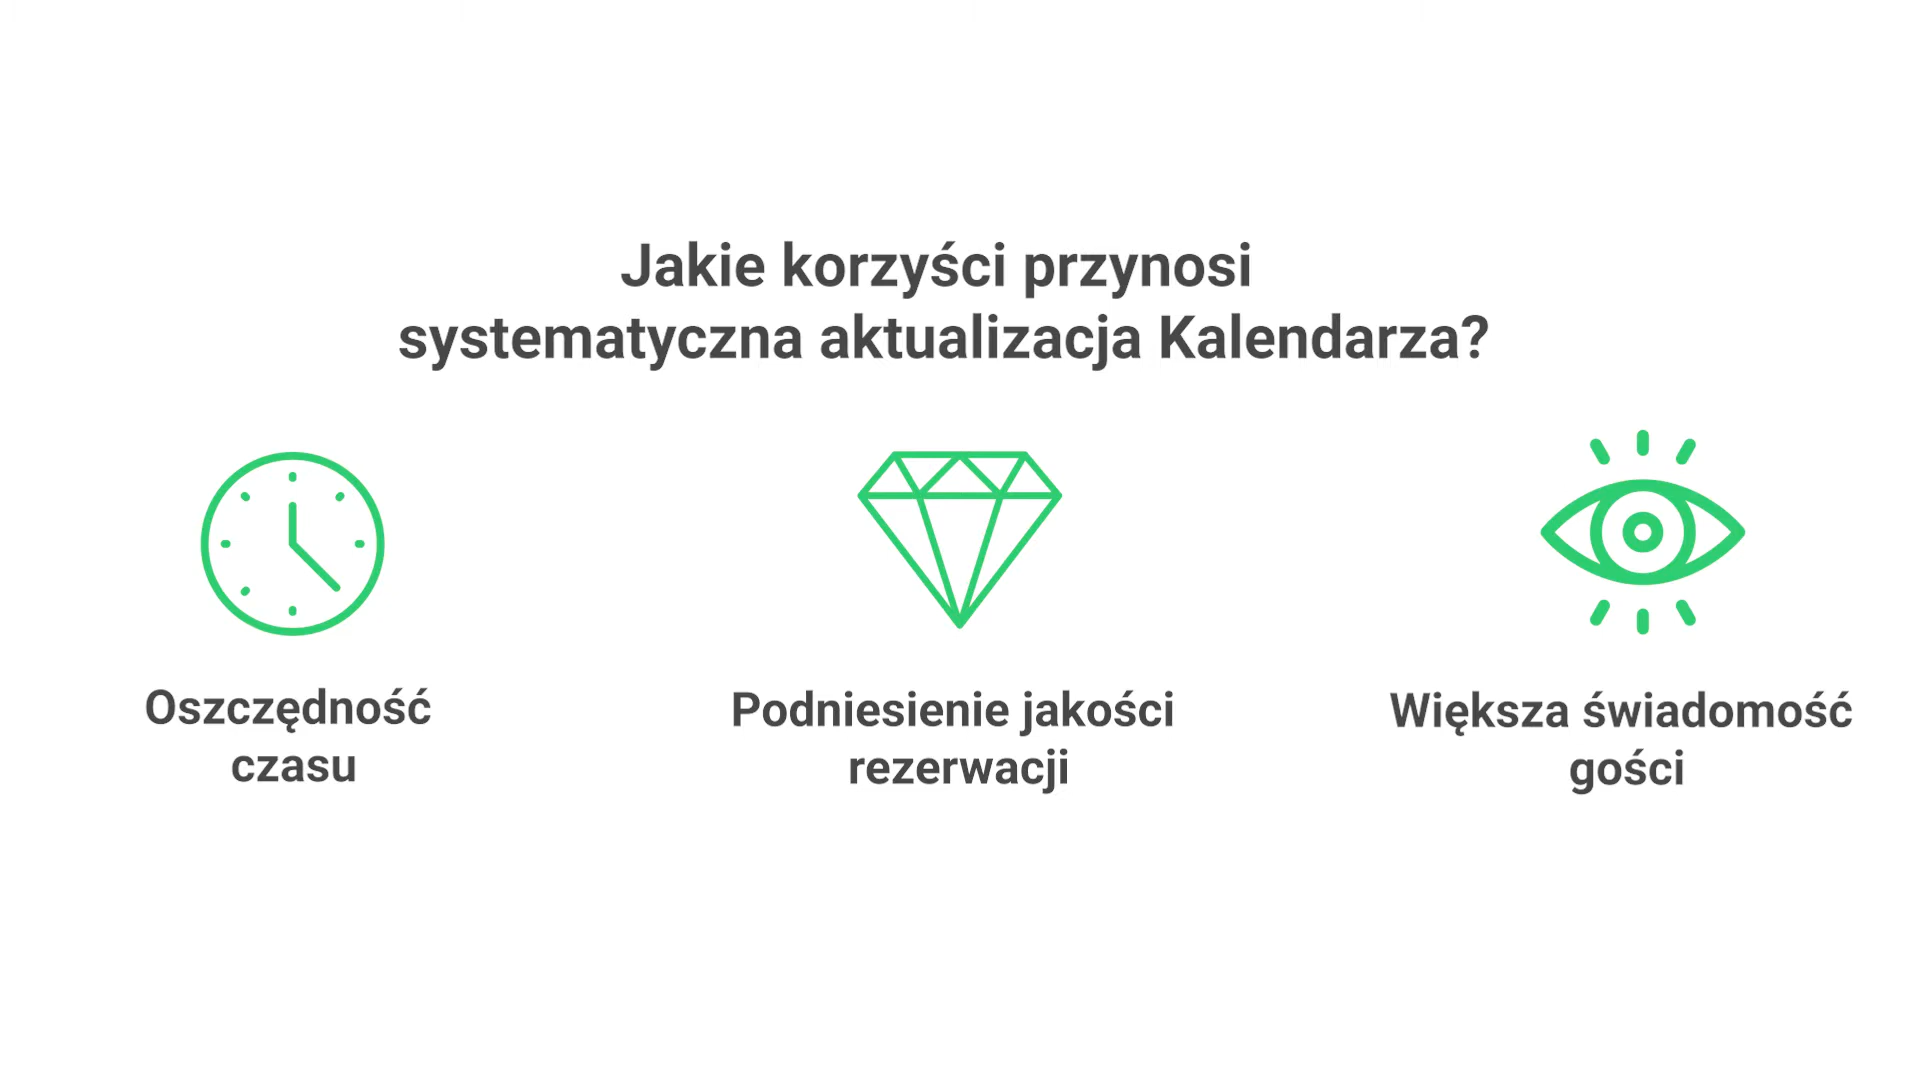 Jakie korzyści przynosi
systematyczna aktualizacja Kalendarza?
Oszczędność
czasu
Podniesienie jakości
rezerwacji
Większa świadomość
gości